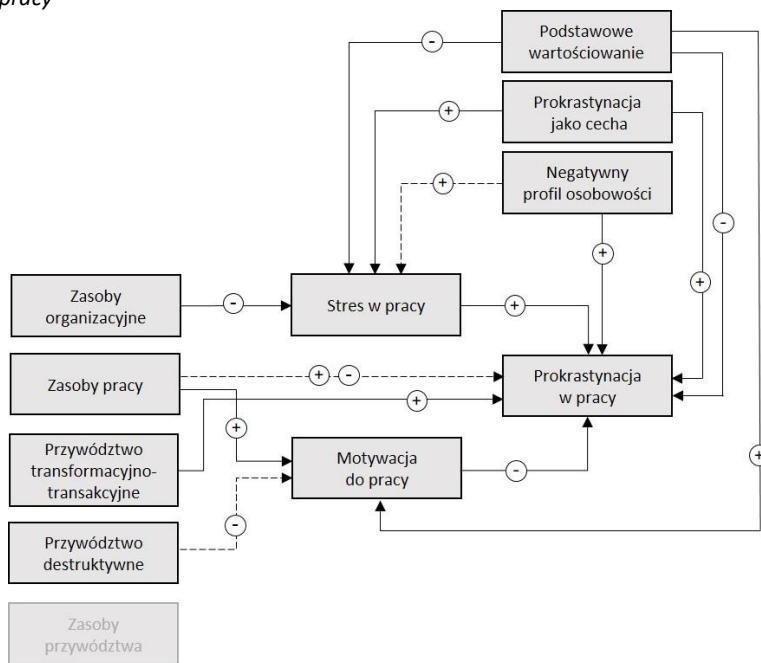 pracy
Podstawowe
wartościowanie
-
Prokrastynacja
jako cecha
+
Negatywny
profil osobowości
+
-
+
+
Zasoby
organizacyjne
-
Stres w pracy
+
Zasoby pracy
+ -
Prokrastynacja
w pracy
+
+
Przywództwo
transformacyjno-
transakcyjne
Motywacja
do pracy
-
+
-
Przywództwo
destruktywne
Zasoby
przywództwa